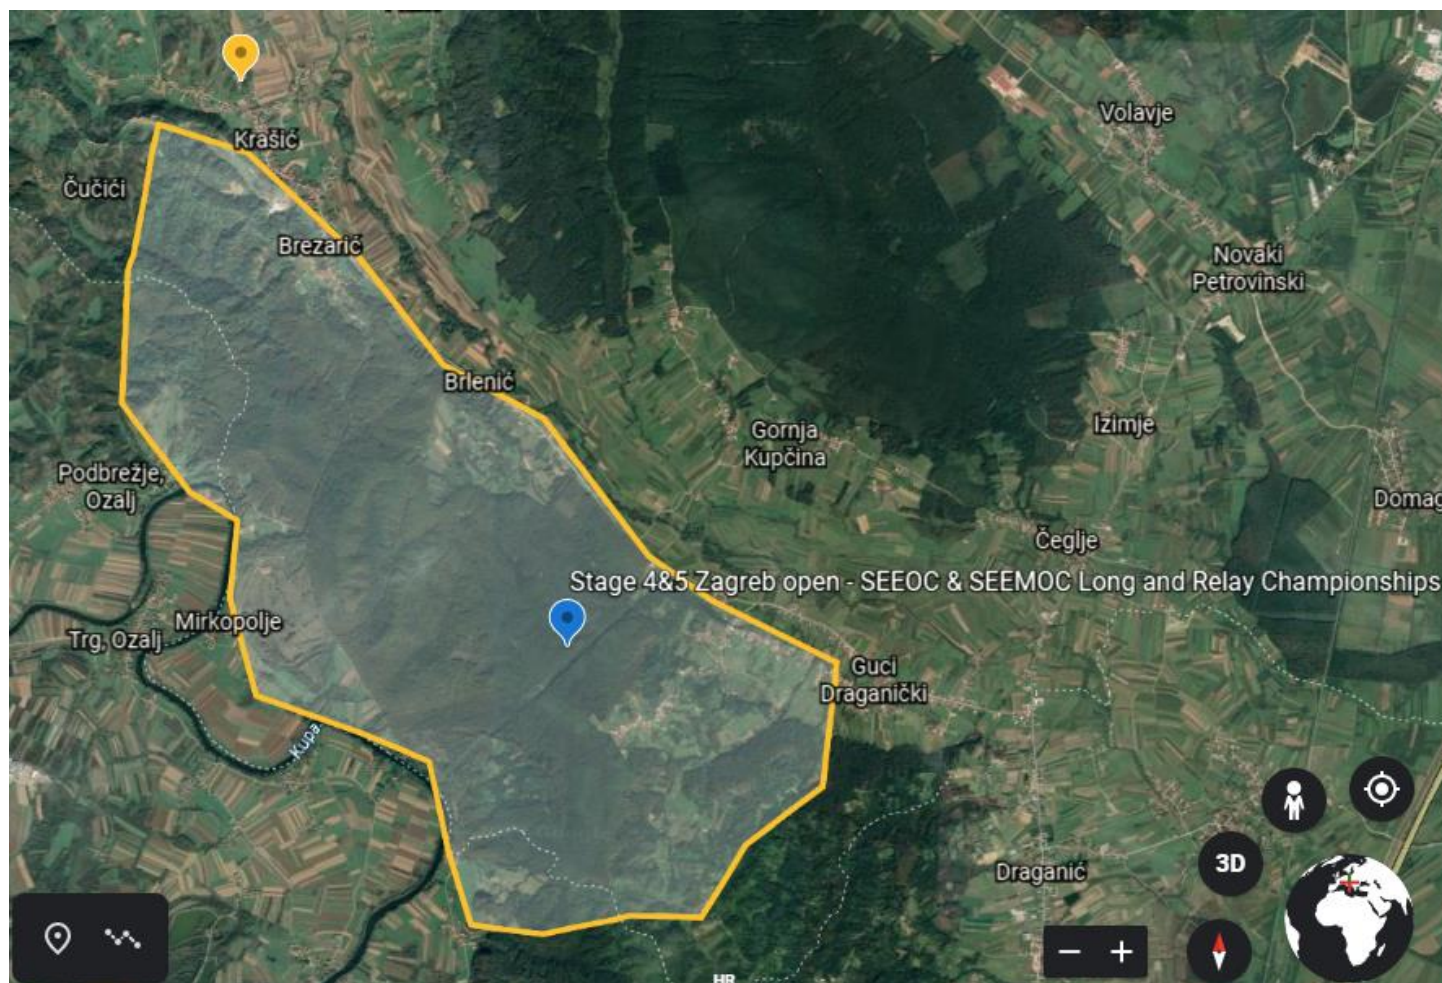 Volavje
Krašić
Čučići
Brezarić
Novaki
Petrovinski
Brlenić
Gornja
Kupčina
Izimje
Podbrežje,
Ozalj
Domag
Čeglje
Stage 4&5 Zagreb open - SEEOC & SEEMOC Long and Relay Championships
Mirkopolje
Trg, Ozalj
Guci
Draganički
Kupa
Draganić
3D
HR